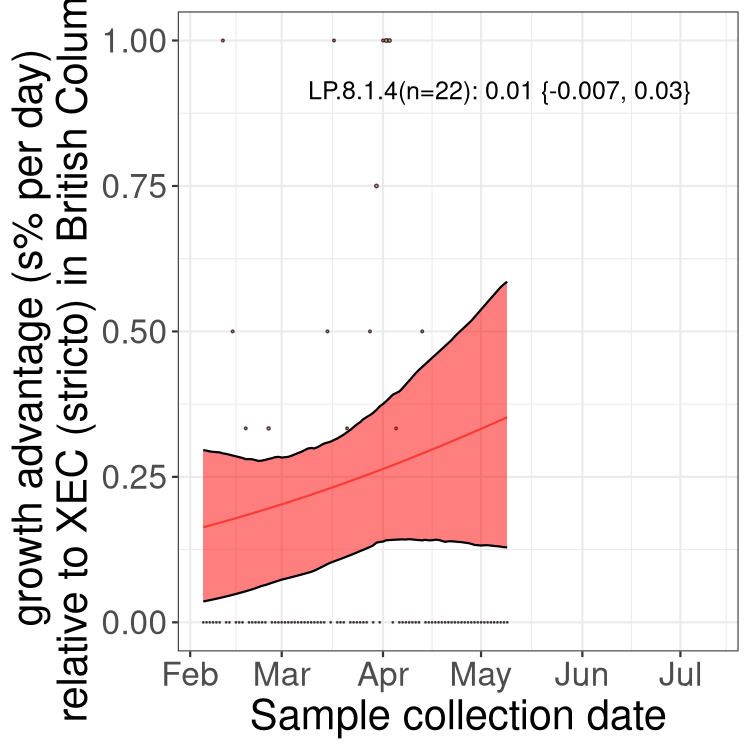 growth advantage (s% per day)
relative to XEC (stricto) in British Colum
1.00
0.75
0.50
0.25
0.00
LP.8.1.4(n=22): 0.01 {-0.007, 0.03}
Feb Mar Apr May Jun Jul
Sample collection date